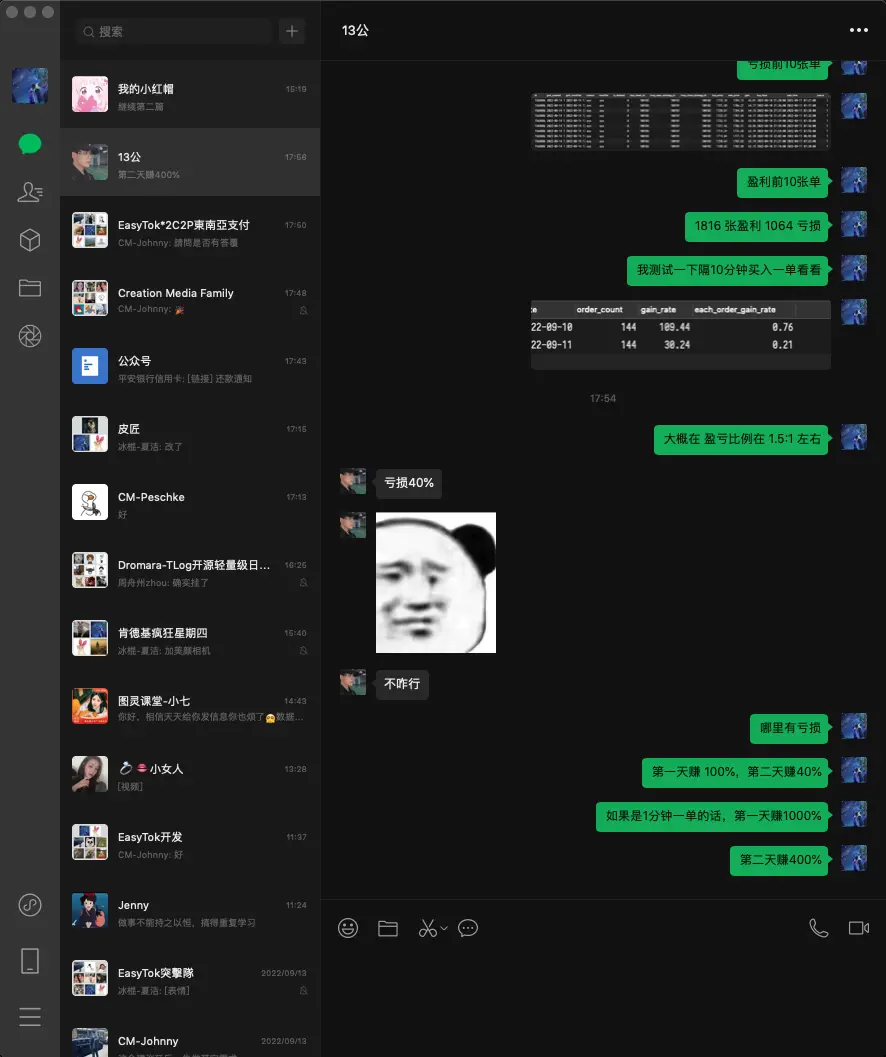 搜索
我的小红帽
15:19
继续第二篇
13公
17:56
第二天赚400%
EasyTok*2C2P東南亞支付
17:50
CM-Johnny: 請問是否有答覆
Creation Media Family
17:48
CM-Johnny: 🎉
公众号
17:43
平安银行信用卡: [链接] 还款通知
皮匠
17:15
冰棍-夏洁: 改了
CM-Peschke
17:13
好
Dromara-TLog开源轻量级日...
16:25
周舟州zhou: 确实挂了
肯德基疯狂星期四
15:40
冰棍-夏洁: 加美颜相机
图灵课堂-小七
14:43
你好，相信天天给你发信息你也烦了🥺数据...
💍💋小女人
13:28
[视频]
EasyTok开发
11:37
CM-Johnny: 好
Jenny
11:24
做事不能持之以恒，搞得重复学习
EasyTok突擊隊
2022/09/13
冰棍-夏洁: [表情]
CM-Johnny
2022/09/13
13公
亏损前10张单
盈利前10张单
1816 张盈利 1064 亏损
我测试一下隔10分钟买入一单看看
te order_count gain_rate each_order_gain_rate
22-09-10 144 109.44 0.76
22-09-11 144 30.24 0.21
17:54
大概在 盈亏比例在 1.5:1 左右
亏损40%
不咋行
哪里有亏损
第一天赚 100%，第二天赚40%
如果是1分钟一单的话，第一天赚1000%
第二天赚400%